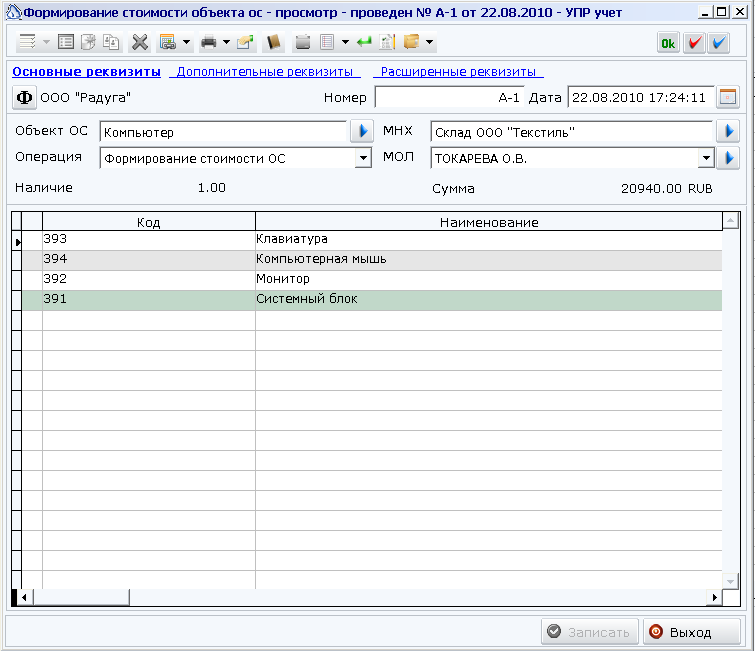 Формирование стоимости объекта ос - просмотр - проведен № А-1 от 22.08.2010 - УПР учет
Ok
Основные реквизиты Дополнительные реквизиты Расширенные реквизиты
Ф ООО "Радуга" Номер А-1 Дата 22.08.2010 17:24:11
Объект ОС Компьютер МНХ Склад ООО "Текстиль"
Операция Формирование стоимости ОС МОЛ ТОКАРЕВА О.В.
Наличие 1.00 Сумма 20940.00 RUB
Код Наименование
393 Клавиатура
394 Компьютерная мышь
392 Монитор
391 Системный блок
Записать Выход